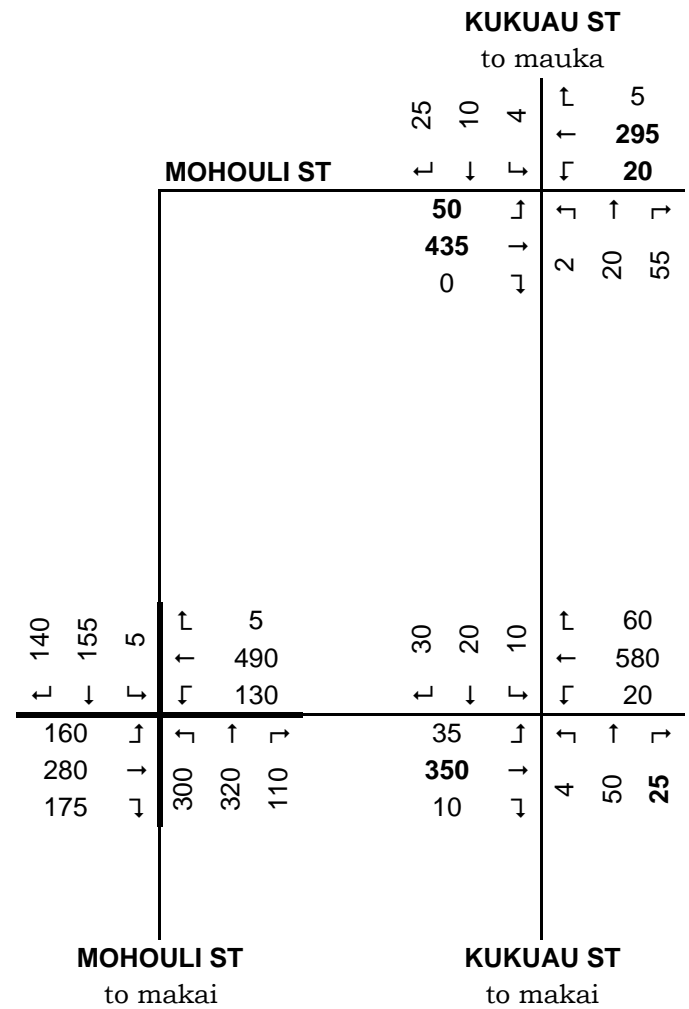 KUKUAU ST
to mauka
25 10 4 ↰ 5
← 295
MOHOULI ST ↵ ↓ ↳ ↓ 20
50 ↑ ↰ ↑ ↱
435 → 2 20 55
0 ↴
140 155 5 ↑ 5 30 20 10 ↑ 60
← 490 ← 580
↵ ↓ ↳ ↓ 130 ↵ ↓ ↳ ↓ 20
160 ↑ ↰ ↑ ↱ 35 ↑ ↰ ↑ ↱
280 → 300 320 110 350 → 4 50 25
175 ↴ 10 ↴
MOHOULI ST KUKUAU ST
to makai to makai